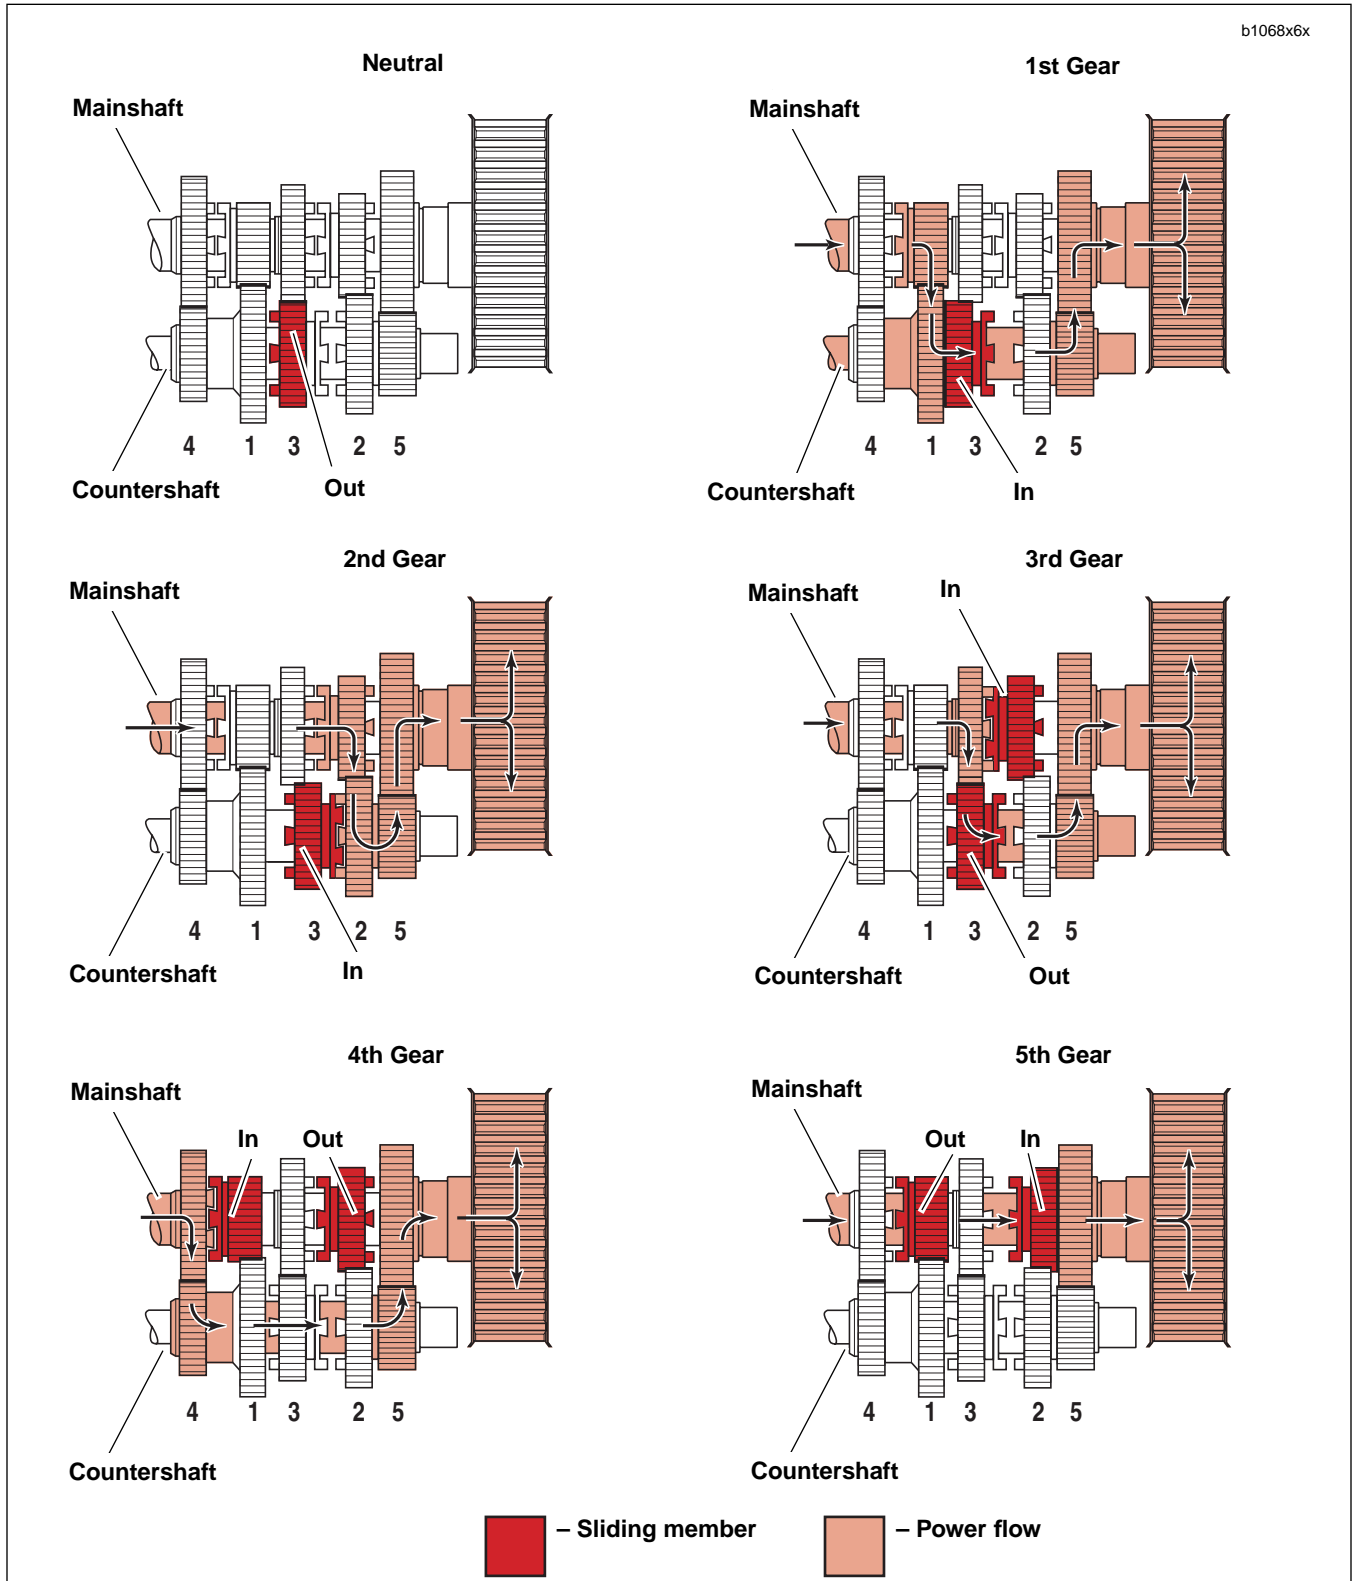 b1068x6x
Neutral
Mainshaft
4 1 3 2 5
Countershaft
Out
1st Gear
Mainshaft
4 1 3 2 5
Countershaft
In
2nd Gear
Mainshaft
4 1 3 2 5
Countershaft
In
3rd Gear
Mainshaft
In
4 1 3 2 5
Countershaft
Out
4th Gear
Mainshaft
In Out
4 1 3 2 5
Countershaft
5th Gear
Mainshaft
Out In
4 1 3 2 5
Countershaft
– Sliding member
– Power flow